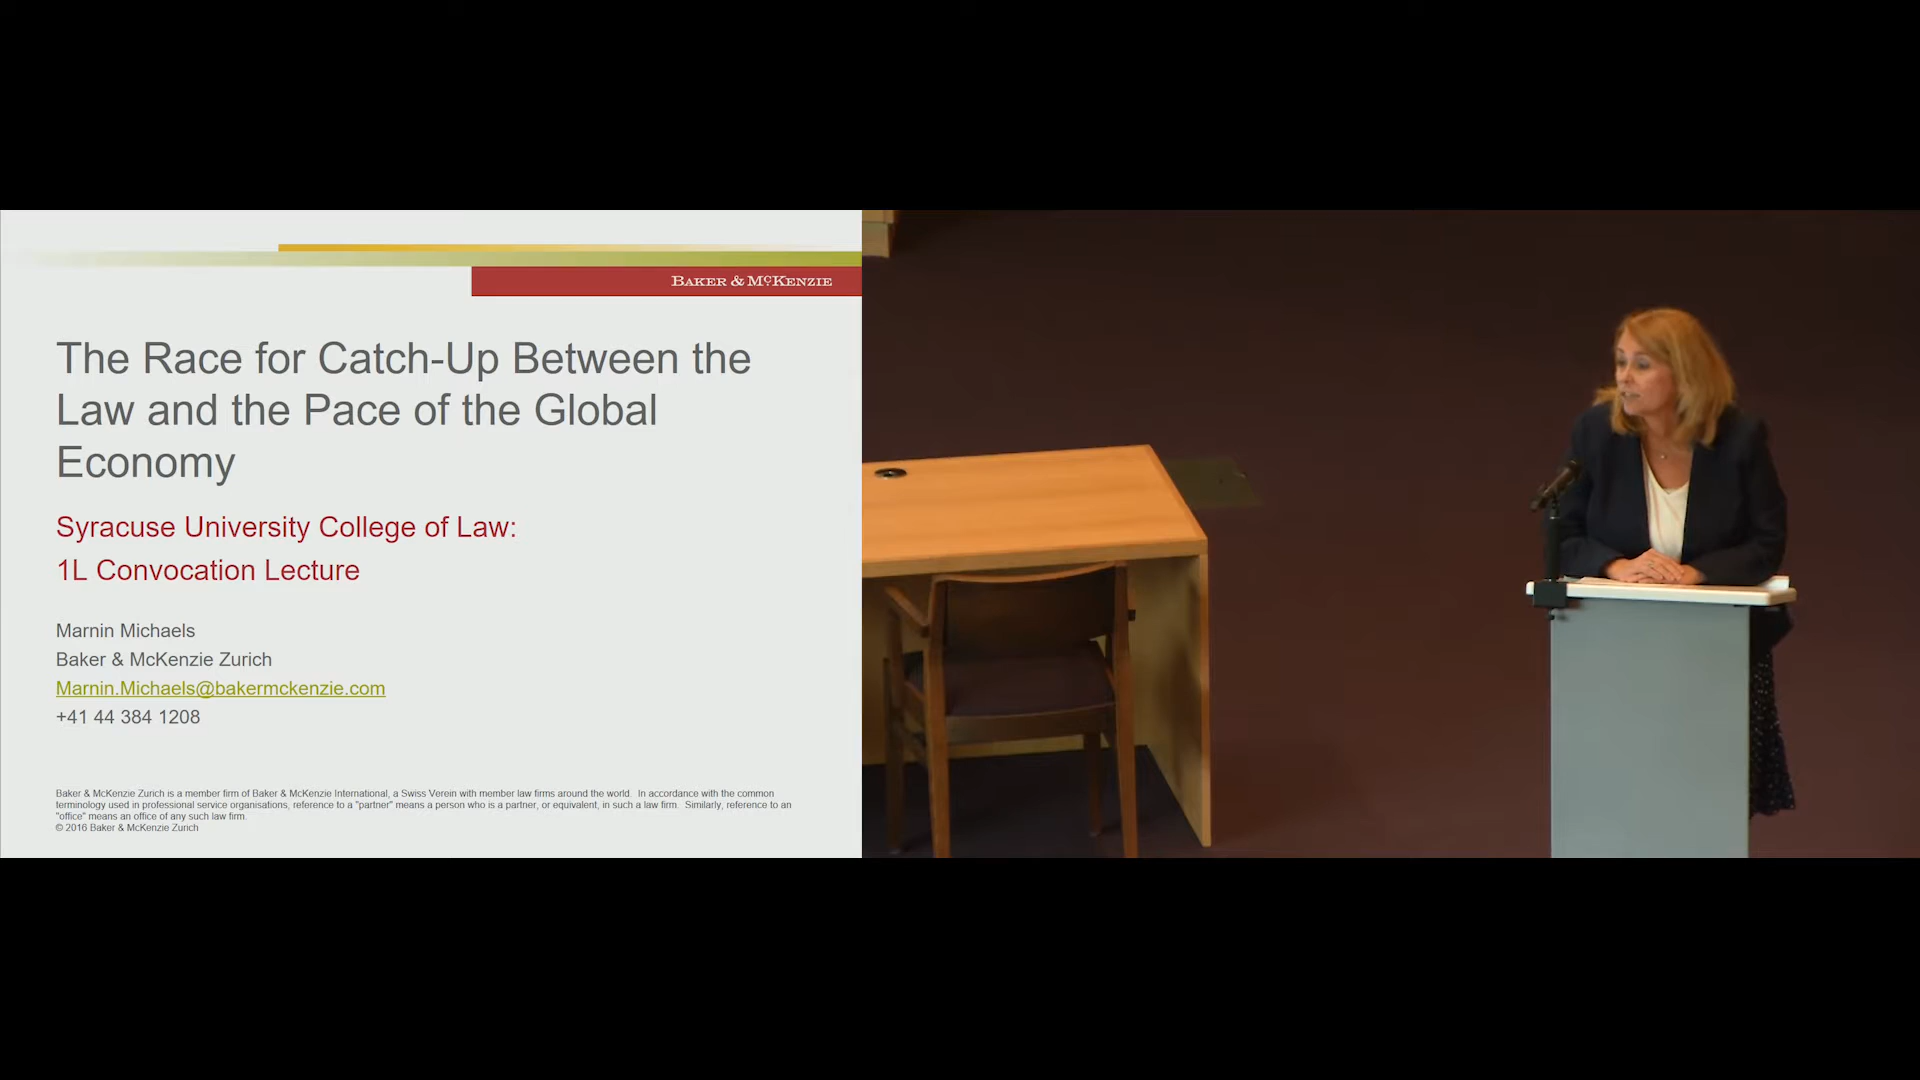 BAKER & MCKENZIE
The Race for Catch-Up Between the
Law and the Pace of the Global
Economy
Syracuse University College of Law:
1L Convocation Lecture
Marnin Michaels
Baker & McKenzie Zurich
Marnin.Michaels@bakermckenzie.com
+41 44 384 1208
Baker & McKenzie Zurich is a member firm of Baker & McKenzie International, a Swiss Verein with member law firms around the world.  In accordance with the common
terminology used in professional service organisations, reference to a "partner" means a person who is a partner, or equivalent, in such a law firm.  Similarly, reference to an
"office" means an office of any such law firm.
© 2016 Baker & McKenzie Zurich